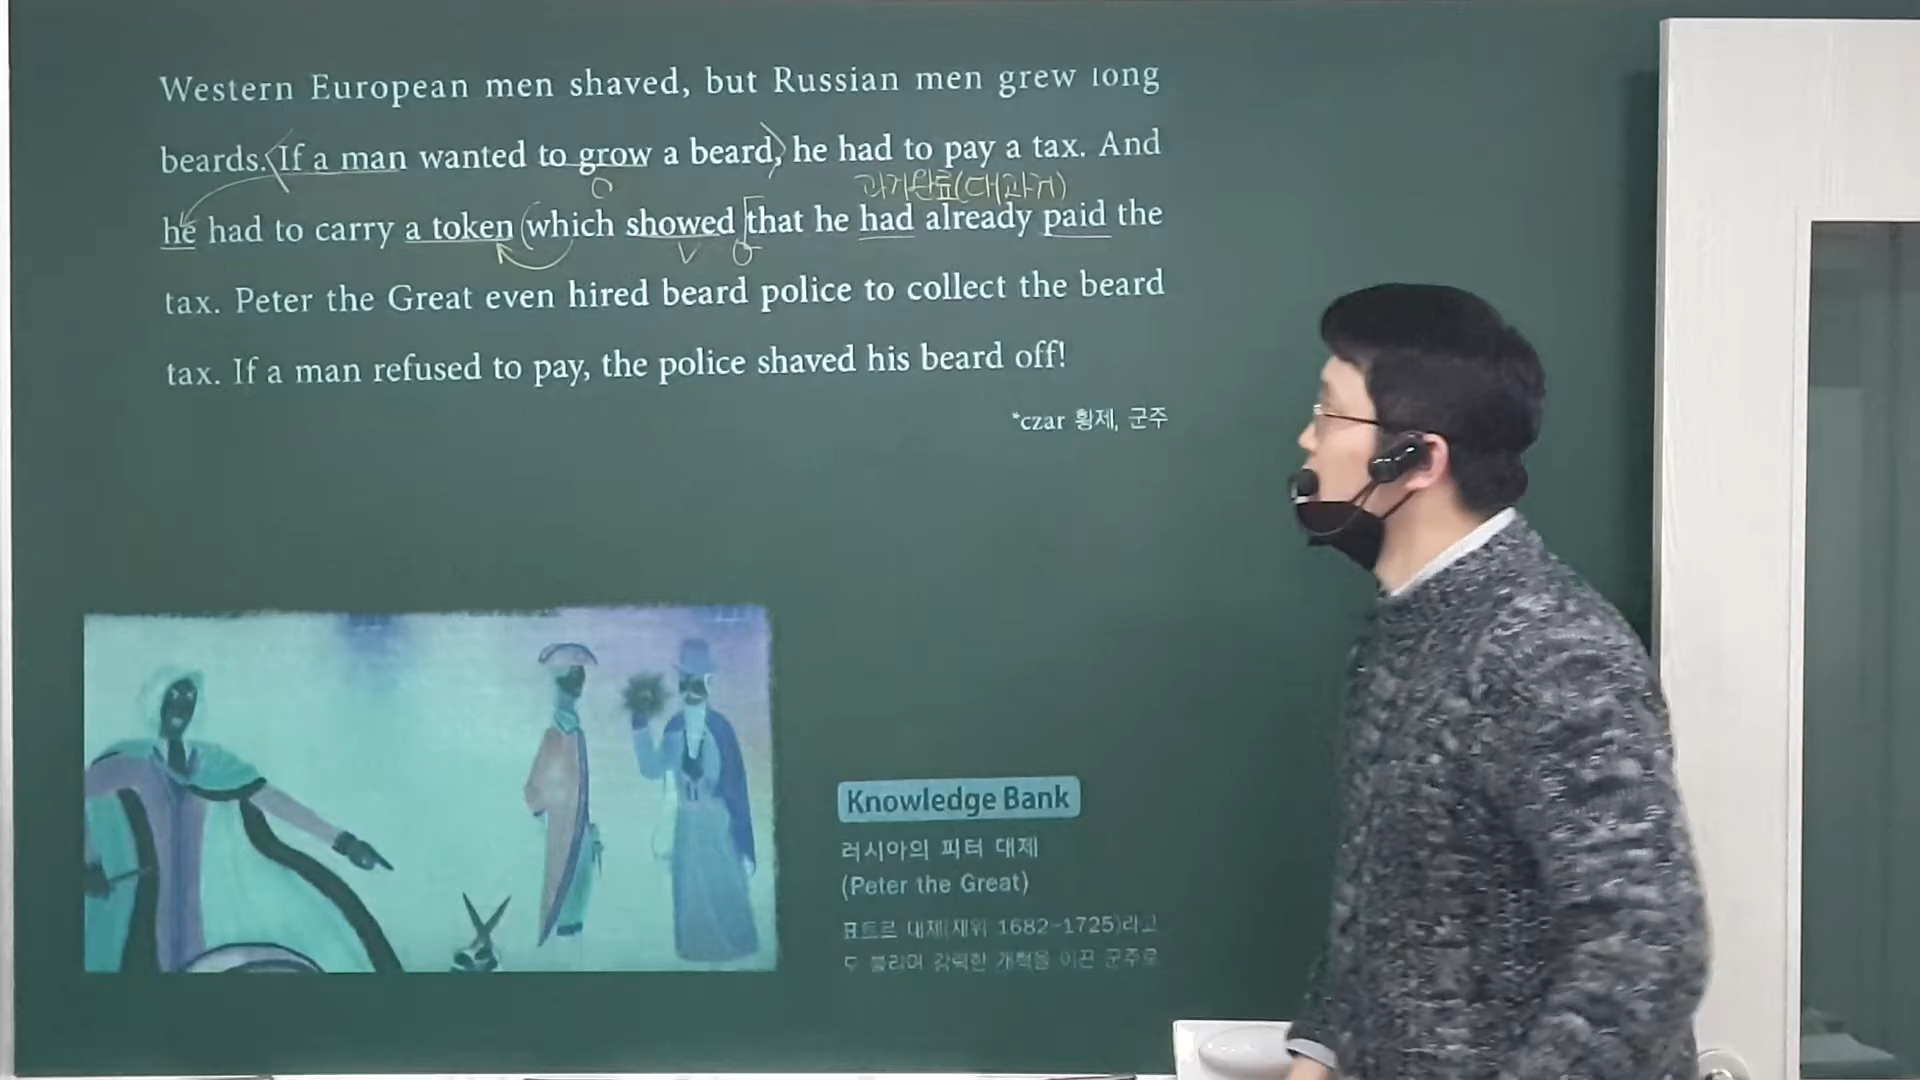 Western European men shaved, but Russian men grew long
beards. If a man wanted to grow a beard, he had to pay a tax. And
과거완료(대과거)
he had to carry a token which showed that he had already paid the
V O
tax. Peter the Great even hired beard police to collect the beard
tax. If a man refused to pay, the police shaved his beard off!
*czar 황제, 군주
Knowledge Bank
러시아의 피터 대제
(Peter the Great)
표트르 대제(재위 1682-1725)라고
도 불리며 강력한 개혁을 이끈 군주로